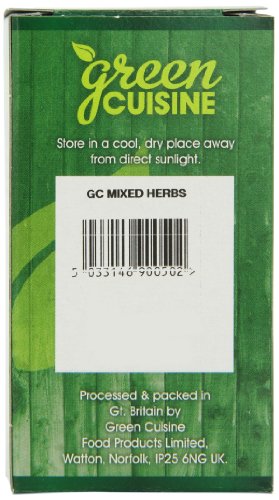 green
CUISINE
Store in a cool, dry place away
from direct sunlight.
GC MIXED HERBS
5 033146 900502 >
Processed & packed in
Gt. Britain by
Green Cuisine
Food Products Limited,
Watton, Norfolk, IP25 6NG UK.